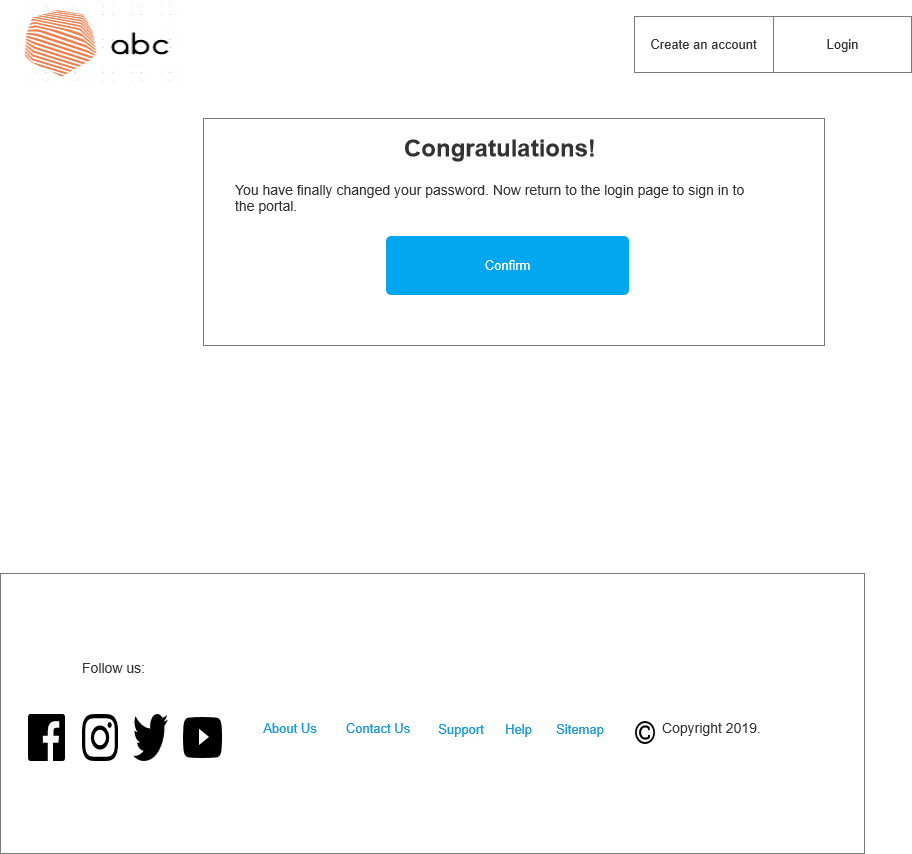 abc
Create an account
Login
Congratulations!
You have finally changed your password. Now return to the login page to sign in to
the portal.
Confirm
Follow us:
About Us
Contact Us
Support
Help
Sitemap
© Copyright 2019.